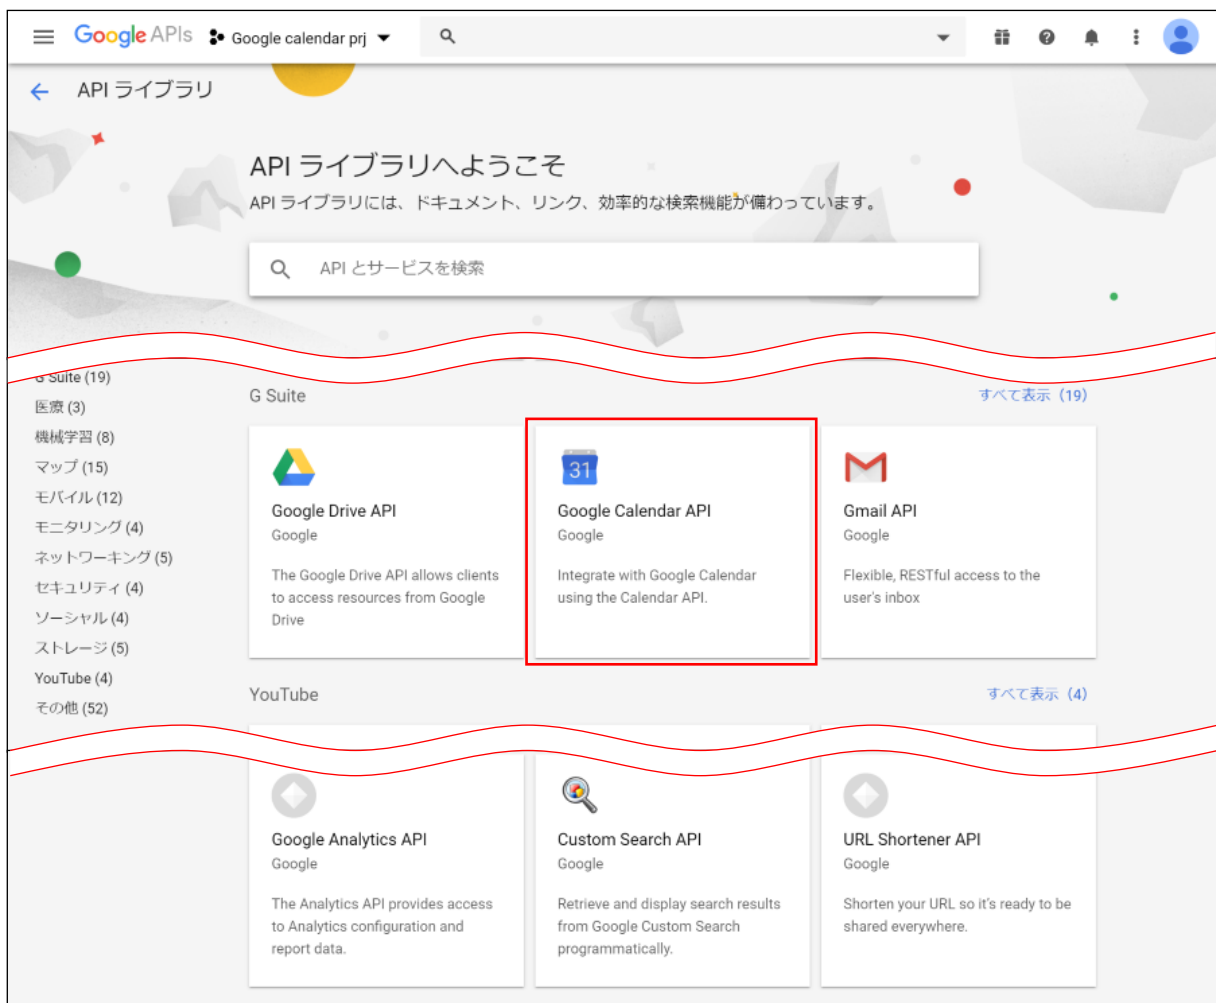 Google APIs
Google calendar prj
API ライブラリ
API ライブラリへようこそ
API ライブラリには、ドキュメント、リンク、効率的な検索機能が備わっています。
API とサービスを検索
G Suite (19)
医療 (3)
機械学習 (8)
マップ (15)
モバイル (12)
モニタリング (4)
ネットワーキング (5)
セキュリティ (4)
ソーシャル (4)
ストレージ (5)
YouTube (4)
その他 (52)
G Suite
すべて表示（19）
Google Drive API
Google
The Google Drive API allows clients
to access resources from Google
Drive
31
Google Calendar API
Google
Integrate with Google Calendar
using the Calendar API.
Gmail API
Google
Flexible, RESTful access to the
user's inbox
YouTube
すべて表示（4）
Google Analytics API
Google
The Analytics API provides access
to Analytics configuration and
report data.
Custom Search API
Google
Retrieve and display search results
from Google Custom Search
programmatically.
URL Shortener API
Google
Shorten your URL so it's ready to be
shared everywhere.